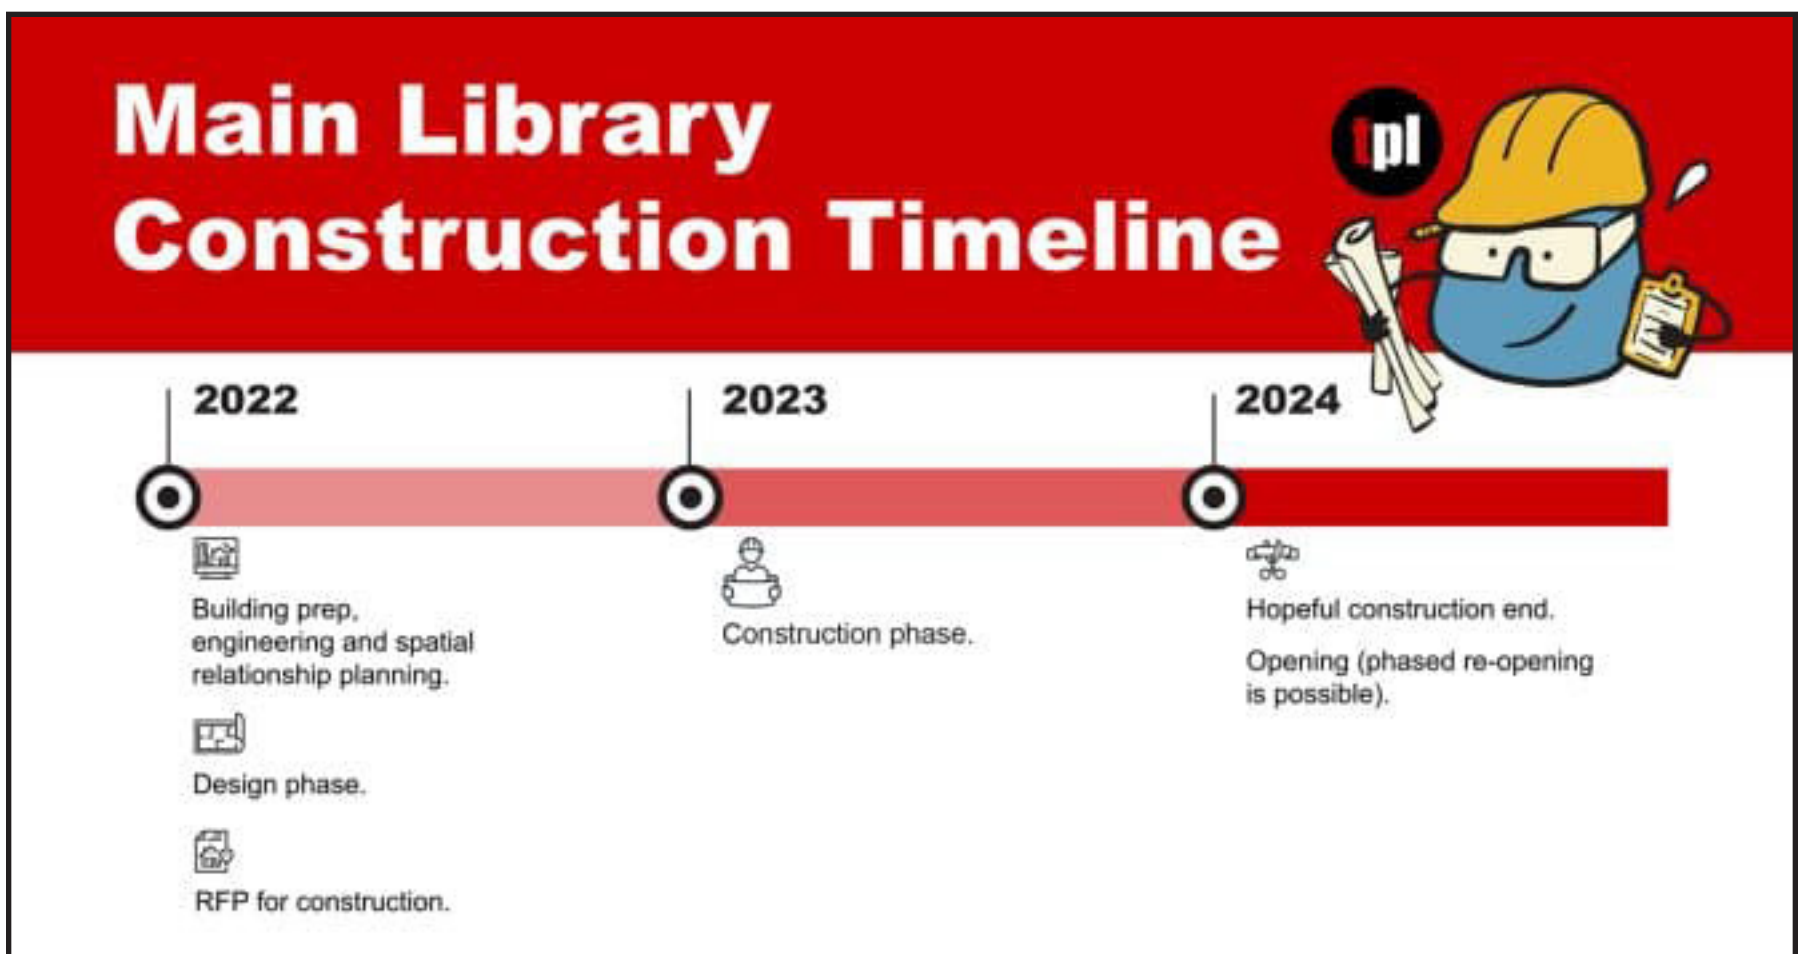 Main Library
Construction Timeline
tpl
2022
2023
2024
Building prep,
engineering and spatial
relationship planning.
Design phase.
RFP for construction.
Construction phase.
Hopeful construction end.
Opening (phased re-opening
is possible).